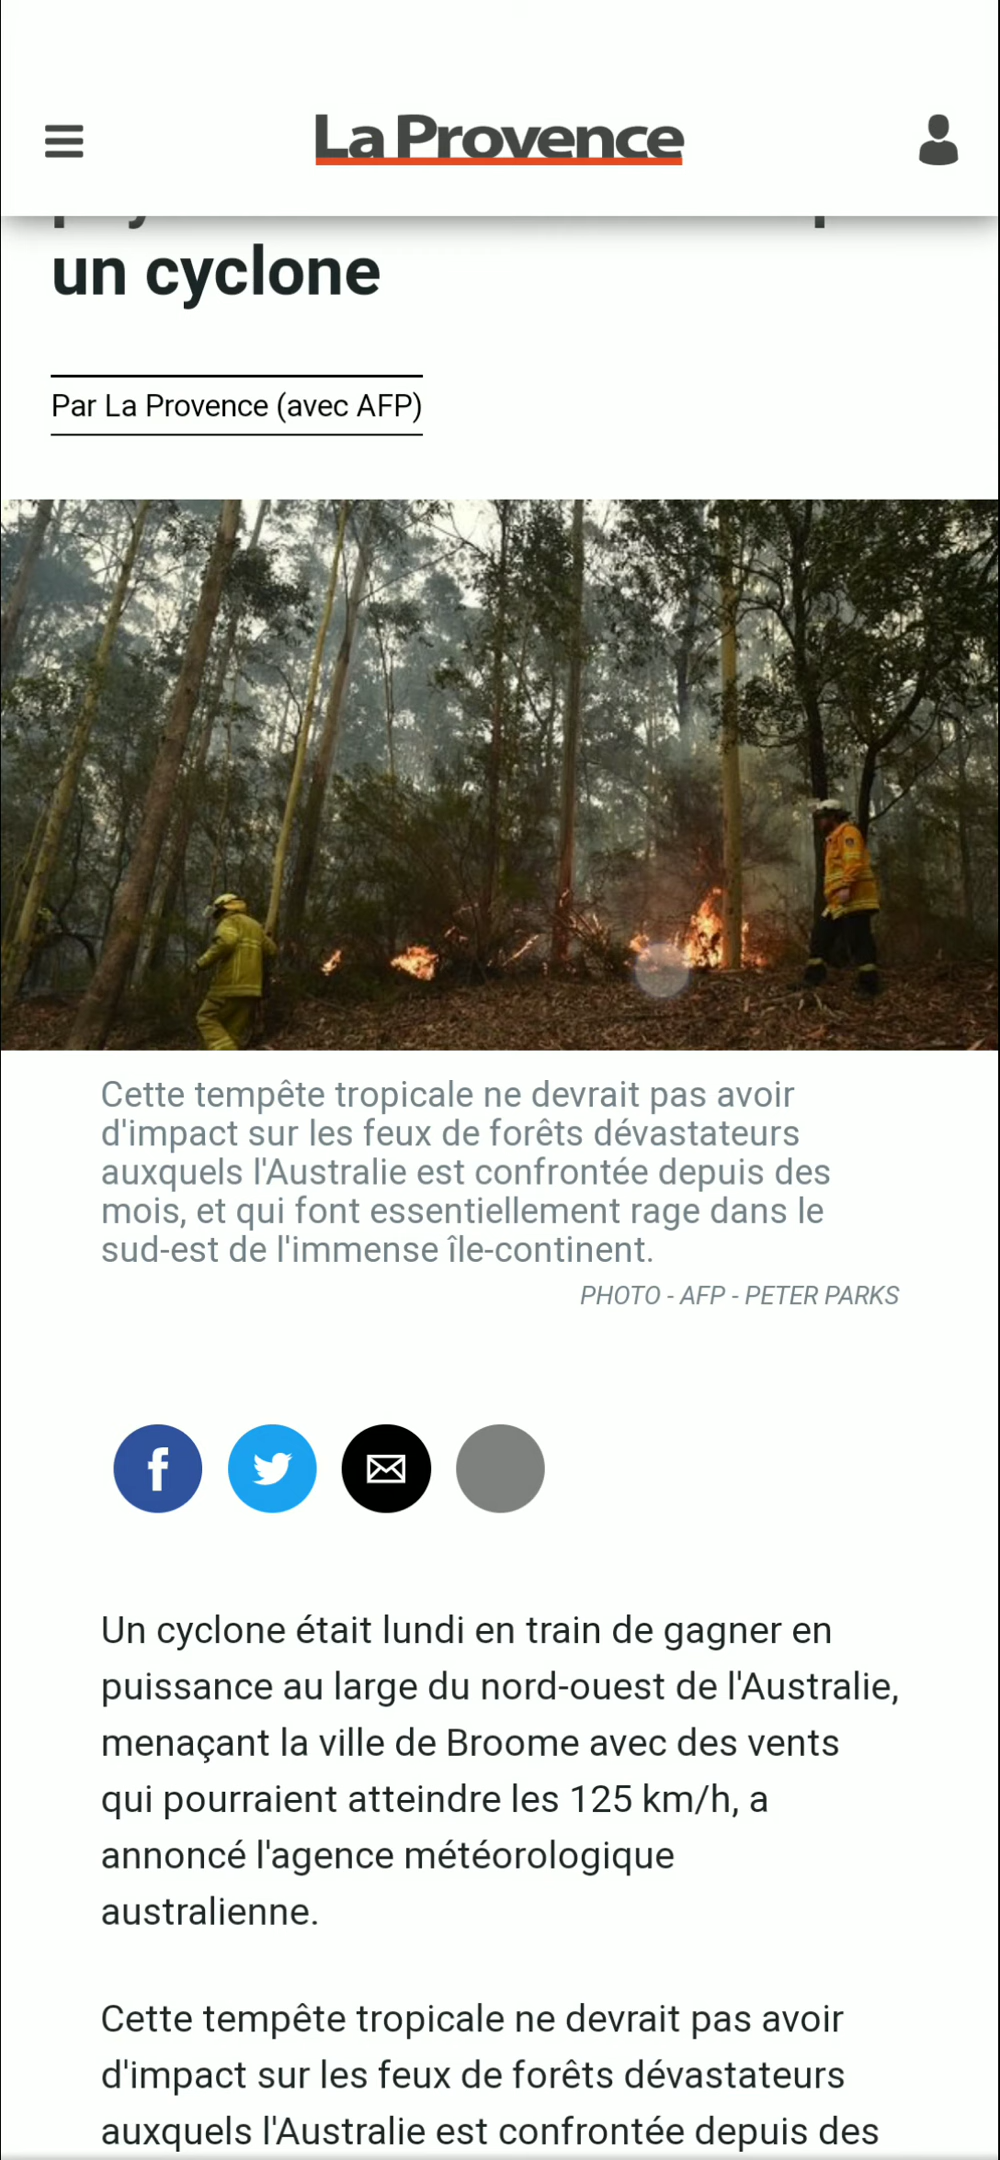 La Provence
un cyclone
Par La Provence (avec AFP)
Cette tempête tropicale ne devrait pas avoir
d'impact sur les feux de forêts dévastateurs
auxquels l'Australie est confrontée depuis des
mois, et qui font essentiellement rage dans le
sud-est de l'immense île-continent.
PHOTO - AFP - PETER PARKS
Un cyclone était lundi en train de gagner en
puissance au large du nord-ouest de l'Australie,
menaçant la ville de Broome avec des vents
qui pourraient atteindre les 125 km/h, a
annoncé l'agence météorologique
australienne.
Cette tempête tropicale ne devrait pas avoir
d'impact sur les feux de forêts dévastateurs
auxquels l'Australie est confrontée depuis des